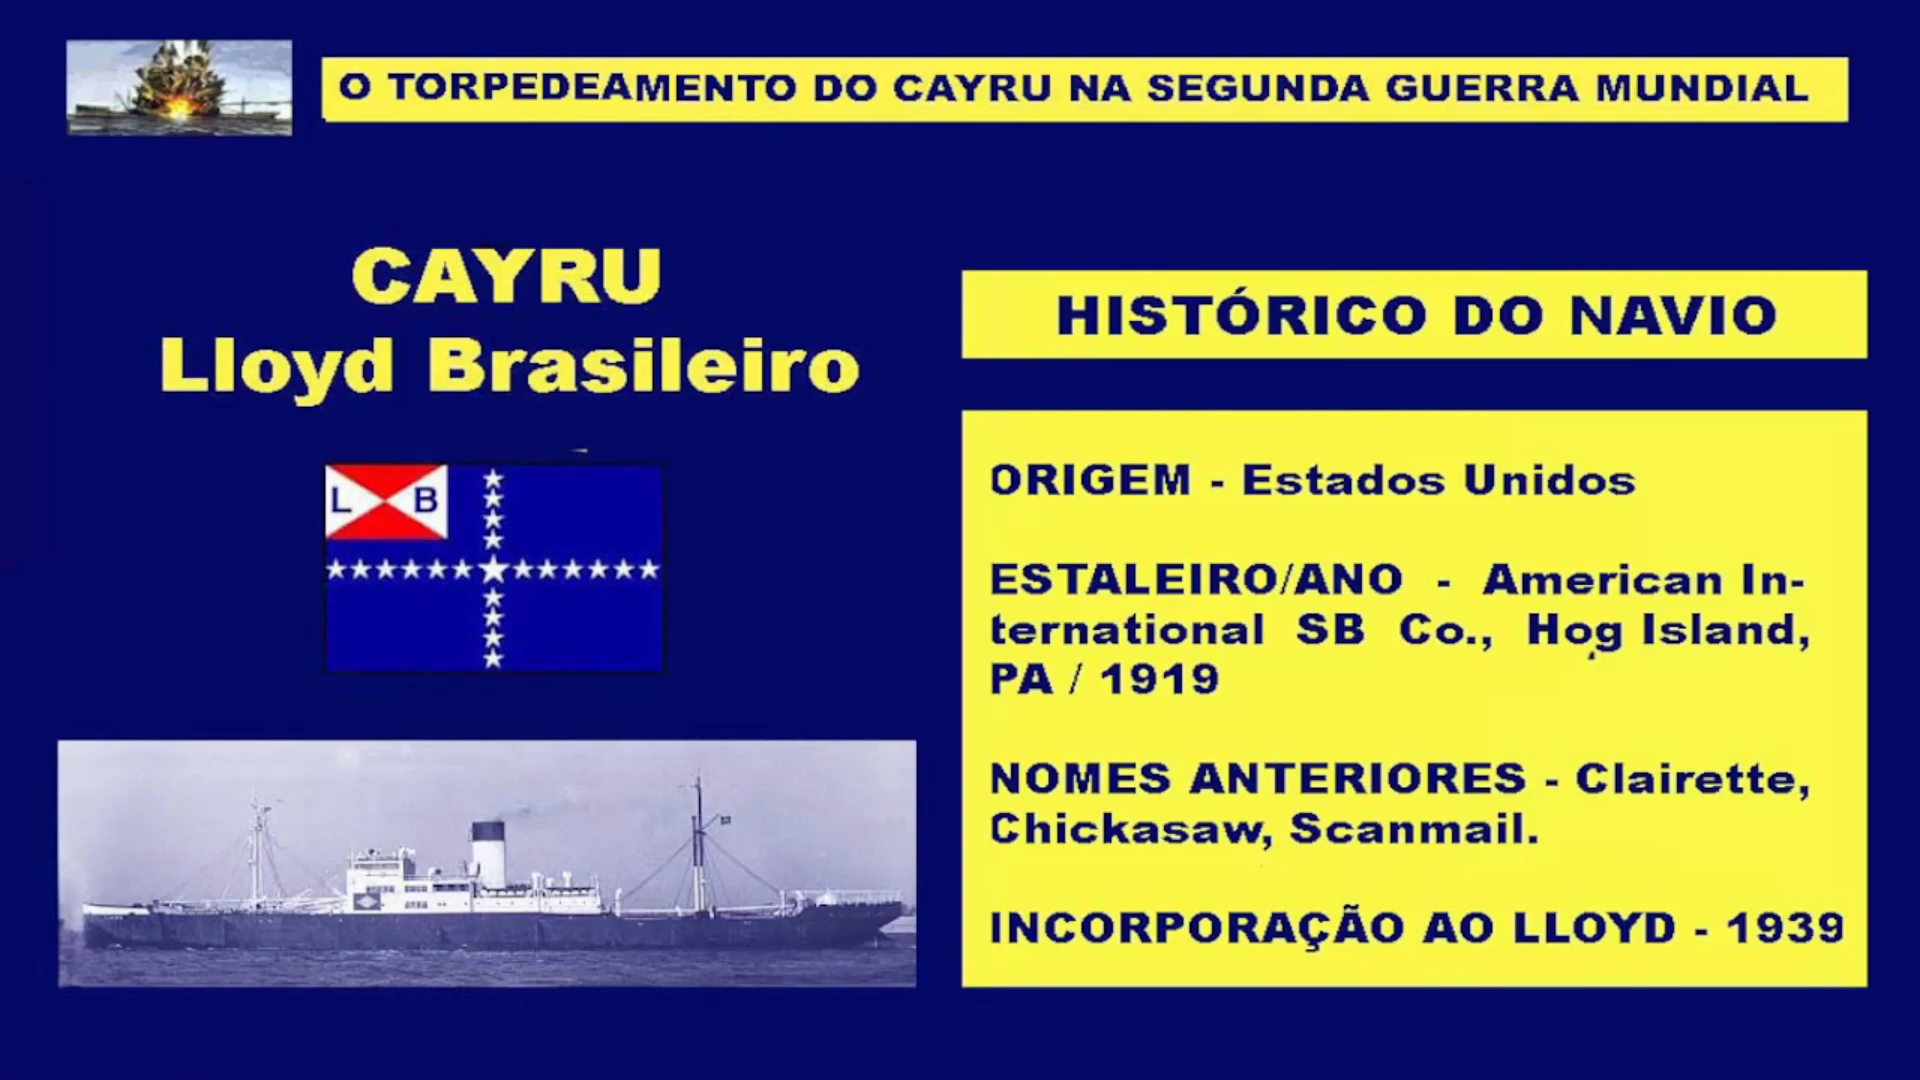 O TORPEDEAMENTO DO CAYRU NA SEGUNDA GUERRA MUNDIAL
CAYRU
Lloyd Brasileiro
L B
HISTÓRICO DO NAVIO
ORIGEM - Estados Unidos
ESTALEIRO/ANO - American In-
ternational SB Co., Hog Island,
PA / 1919
NOMES ANTERIORES - Clairette,
Chickasaw, Scanmail.
INCORPORAÇÃO AO LLOYD - 1939